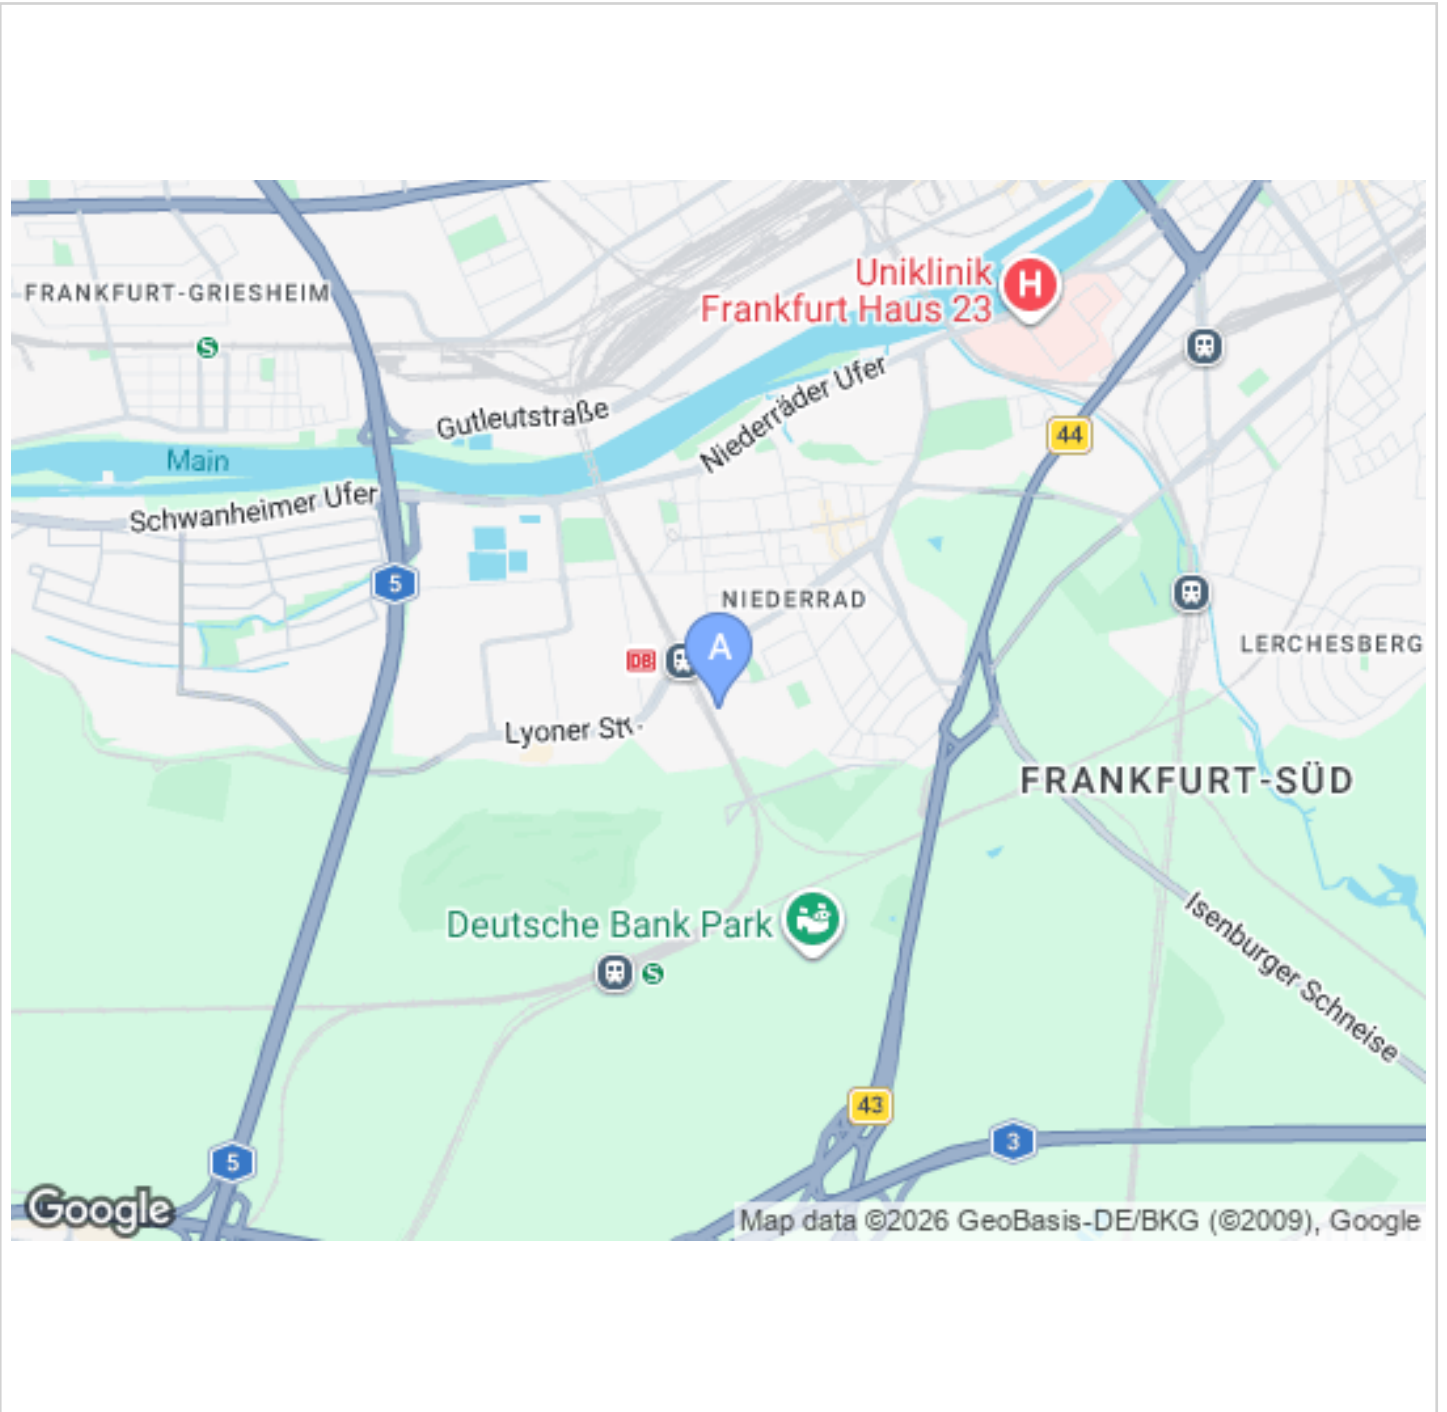 Uniklinik
Frankfurt Haus 23
H
FRANKFURT-GRIESHEIM
S
Gutleutstraße
Niederräder Ufer
44
Main
Schwanheimer Ufer
5
NIEDERRAD
A
DB
LERCHESBERG
Lyoner St
FRANKFURT-SÜD
Deutsche Bank Park
S
Isenburger Schneise
43
3
5
Google
Map data ©2026 GeoBasis-DE/BKG (©2009), Google